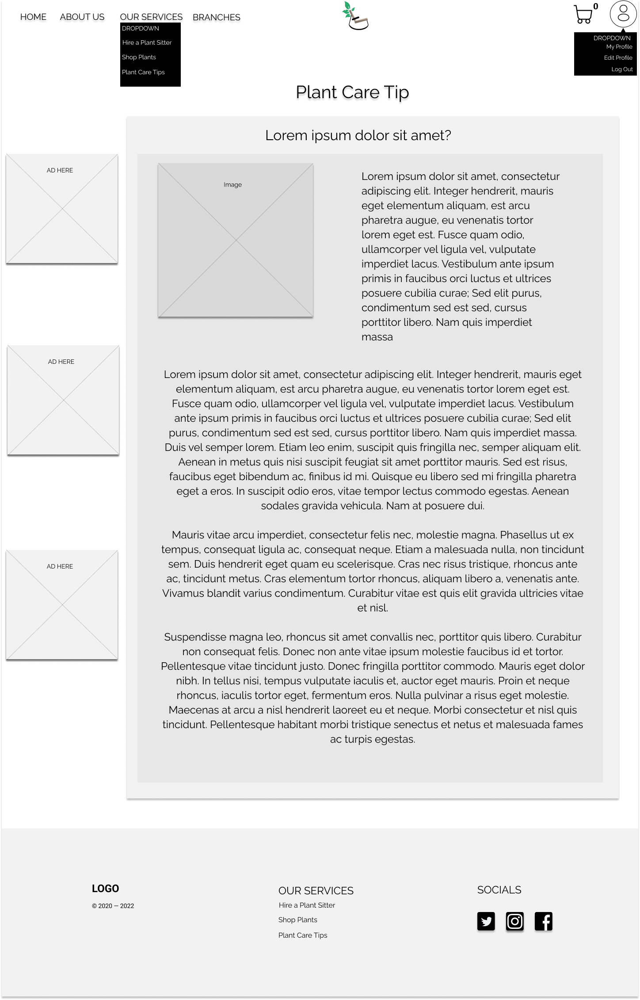 HOME
ABOUT US
OUR SERVICES
BRANCHES
0
DROPDOWN
Hire a Plant Sitter
Shop Plants
Plant Care Tips
DROPDOWN
My Profile
Edit Profile
Log Out
Plant Care Tip
Lorem ipsum dolor sit amet?
AD HERE
Image
Lorem ipsum dolor sit amet, consectetur
adipiscing elit. Integer hendrerit, mauris
eget elementum aliquam, est arcu
pharetra augue, eu venenatis tortor
lorem eget est. Fusce quam odio,
ullamcorper vel ligula vel, vulputate
imperdiet lacus. Vestibulum ante ipsum
primis in faucibus orci luctus et ultrices
posuere cubilia curae; Sed elit purus,
condimentum sed est sed, cursus
porttitor libero. Nam quis imperdiet
massa
AD HERE
Lorem ipsum dolor sit amet, consectetur adipiscing elit. Integer hendrerit, mauris eget
elementum aliquam, est arcu pharetra augue, eu venenatis tortor lorem eget est.
Fusce quam odio, ullamcorper vel ligula vel, vulputate imperdiet lacus. Vestibulum
ante ipsum primis in faucibus orci luctus et ultrices posuere cubilia curae; Sed elit
purus, condimentum sed est sed, cursus porttitor libero. Nam quis imperdiet massa.
Duis vel semper lorem. Etiam leo enim, suscipit quis fringilla nec, semper aliquam elit.
Aenean in metus quis nisi suscipit feugiat sit amet porttitor mauris. Sed est risus,
faucibus eget bibendum ac, finibus id mi. Quisque eu libero sed mi fringilla pharetra
eget a eros. In suscipit odio eros, vitae tempor lectus commodo egestas. Aenean
sodales gravida vehicula. Nam at posuere dui.
Mauris vitae arcu imperdiet, consectetur felis nec, molestie magna. Phasellus ut ex
tempus, consequat ligula ac, consequat neque. Etiam a malesuada nulla, non tincidunt
sem. Duis hendrerit eget quam eu scelerisque. Cras nec risus tristique, rhoncus ante
ac, tincidunt metus. Cras elementum tortor rhoncus, aliquam libero a, venenatis ante.
Vivamus blandit varius condimentum. Curabitur vitae est quis elit gravida ultricies vitae
et nisl.
AD HERE
Suspendisse magna leo, rhoncus sit amet convallis nec, porttitor quis libero. Curabitur
non consequat felis. Donec non ante vitae ipsum molestie faucibus id et tortor.
Pellentesque vitae tincidunt justo. Donec fringilla porttitor commodo. Mauris eget dolor
nibh. In tellus nisi, tempus vulputate iaculis et, auctor eget mauris. Proin et neque
rhoncus, iaculis tortor eget, fermentum eros. Nulla pulvinar a risus eget molestie.
Maecenas at arcu a nisl hendrerit laoreet eu et neque. Morbi consectetur et nisl quis
tincidunt. Pellentesque habitant morbi tristique senectus et netus et malesuada fames
ac turpis egestas.
LOGO
© 2020 — 2022
OUR SERVICES
Hire a Plant Sitter
Shop Plants
Plant Care Tips
SOCIALS